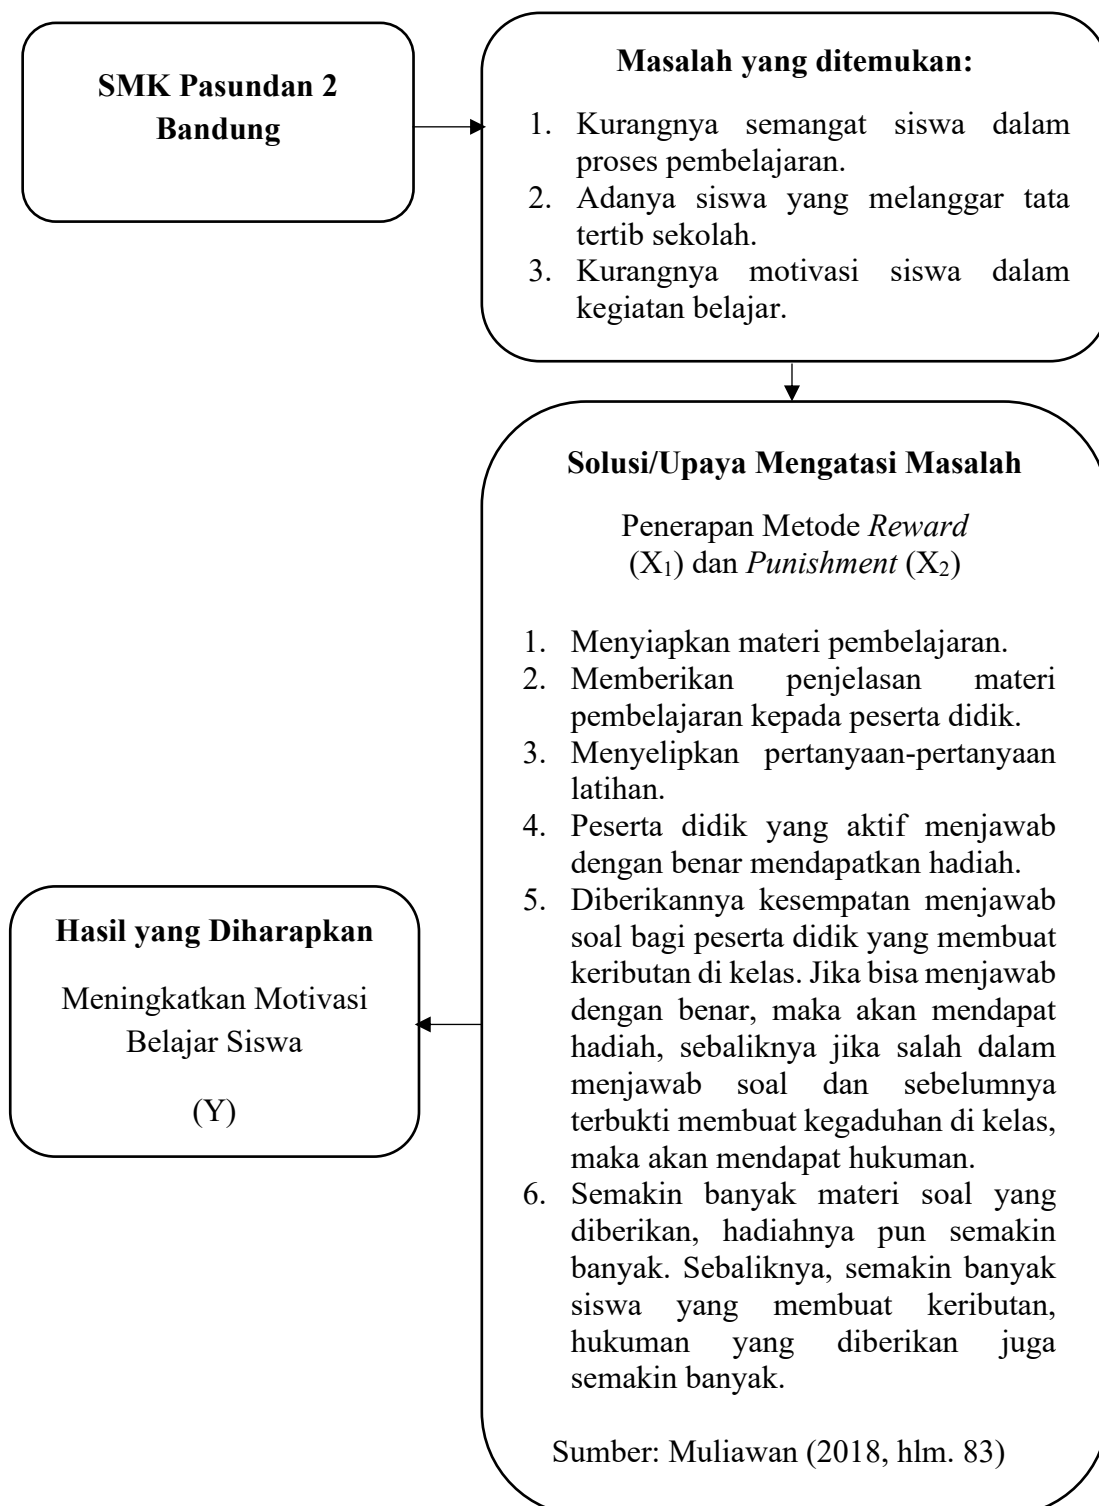 SMK Pasundan 2
Bandung
Masalah yang ditemukan:
1. Kurangnya semangat siswa dalam
proses pembelajaran.
2. Adanya siswa yang melanggar tata
tertib sekolah.
3. Kurangnya motivasi siswa dalam
kegiatan belajar.
Solusi/Upaya Mengatasi Masalah
Penerapan Metode Reward
(X₁) dan Punishment (X₂)
1. Menyiapkan materi pembelajaran.
2. Memberikan penjelasan materi
pembelajaran kepada peserta didik.
3. Menyelipkan pertanyaan-pertanyaan
latihan.
4. Peserta didik yang aktif menjawab
dengan benar mendapatkan hadiah.
5. Diberikannya kesempatan menjawab
soal bagi peserta didik yang membuat
keributan di kelas. Jika bisa menjawab
dengan benar, maka akan mendapat
hadiah, sebaliknya jika salah dalam
menjawab soal dan sebelumnya
terbukti membuat kegaduhan di kelas,
maka akan mendapat hukuman.
6. Semakin banyak materi soal yang
diberikan, hadiahnya pun semakin
banyak. Sebaliknya, semakin banyak
siswa yang membuat keributan,
hukuman yang diberikan juga
semakin banyak.
Sumber: Muliawan (2018, hlm. 83)
Hasil yang Diharapkan
Meningkatkan Motivasi
Belajar Siswa
(Y)